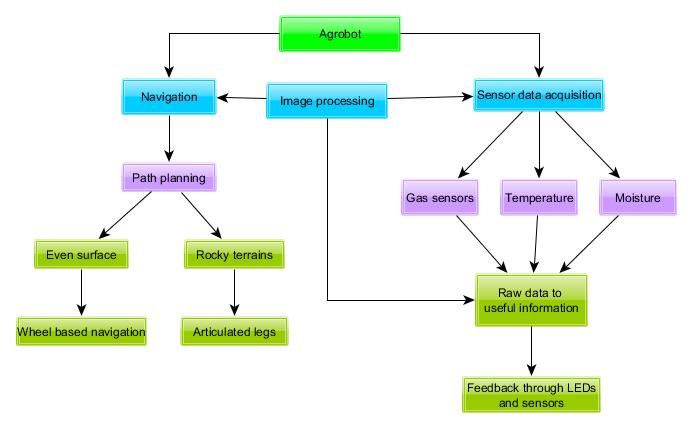 Agrobot
Navigation
Image processing
Sensor data acquisition
Path planning
Gas sensors
Temperature
Moisture
Even surface
Rocky terrains
Raw data to
useful information
Wheel based navigation
Articulated legs
Feedback through LEDs
and sensors